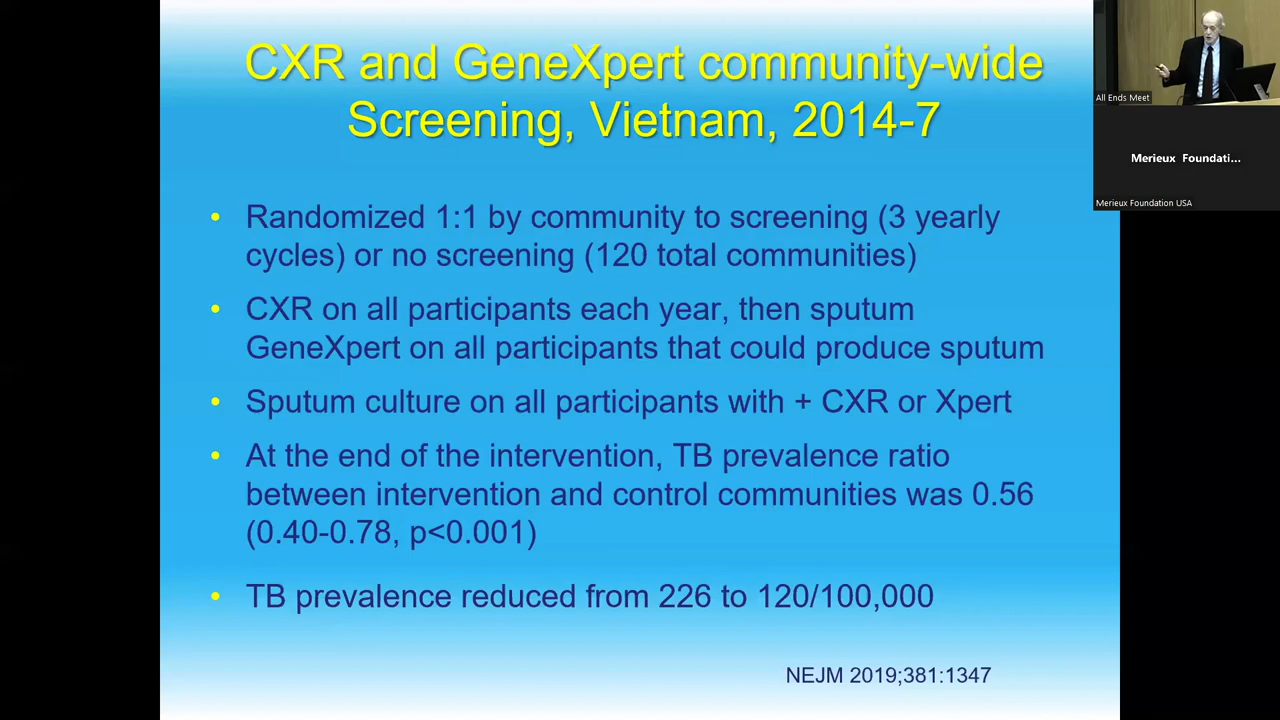 CXR and GeneXpert community-wide
Screening, Vietnam, 2014-7
• Randomized 1:1 by community to screening (3 yearly
cycles) or no screening (120 total communities)
• CXR on all participants each year, then sputum
GeneXpert on all participants that could produce sputum
• Sputum culture on all participants with + CXR or Xpert
• At the end of the intervention, TB prevalence ratio
between intervention and control communities was 0.56
(0.40-0.78, p<0.001)
• TB prevalence reduced from 226 to 120/100,000
NEJM 2019;381:1347
All Ends Meet
Merieux Foundati...
Merieux Foundation USA